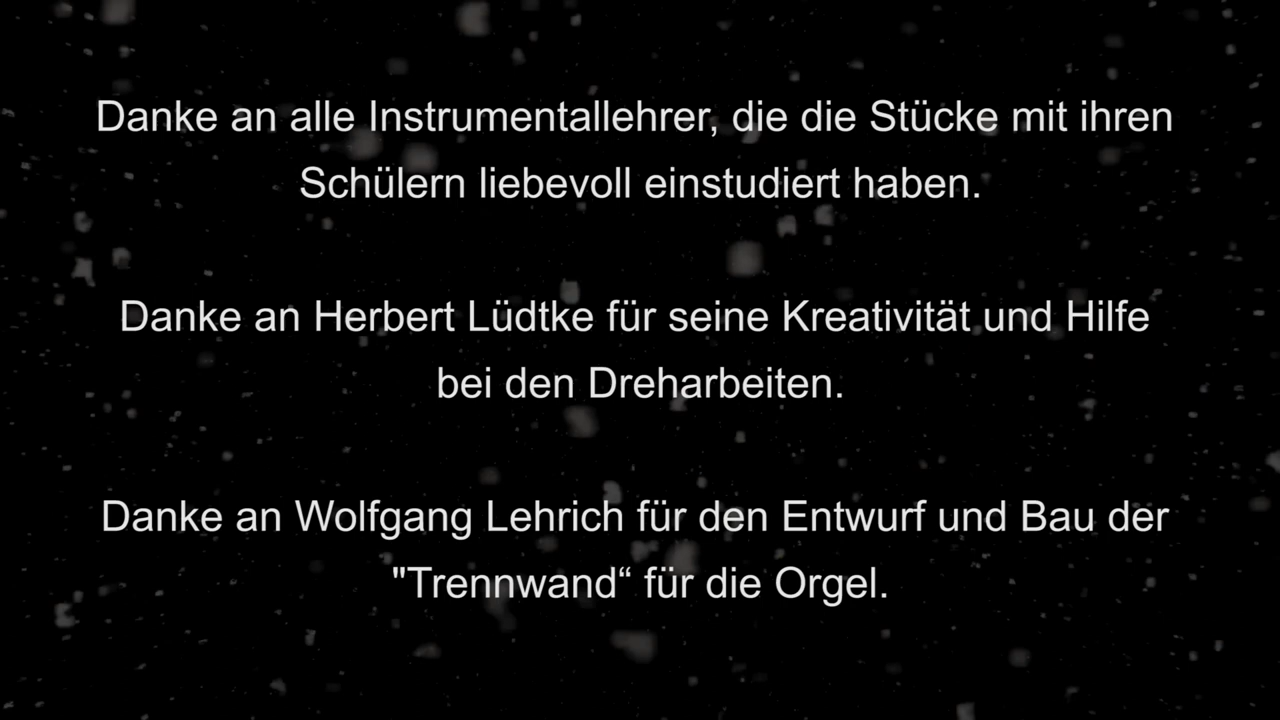 Danke an alle Instrumentallehrer, die die Stücke mit ihren
Schülern liebevoll einstudiert haben.
Danke an Herbert Lüdtke für seine Kreativität und Hilfe
bei den Dreharbeiten.
Danke an Wolfgang Lehrich für den Entwurf und Bau der
"Trennwand“ für die Orgel.